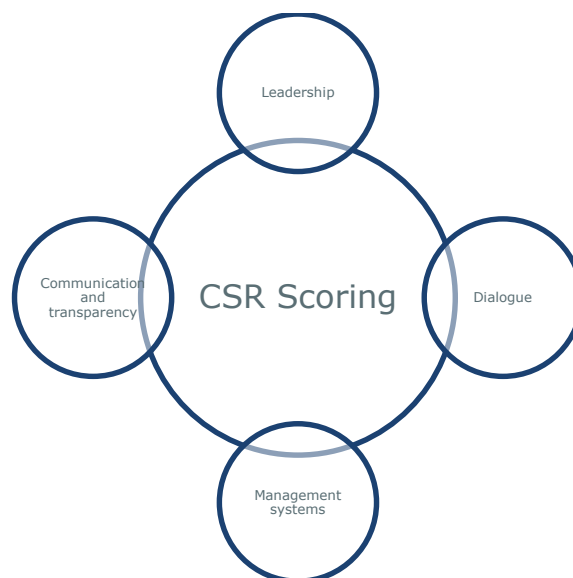 Leadership
Communication
and
transparency
CSR Scoring
Dialogue
Management
systems